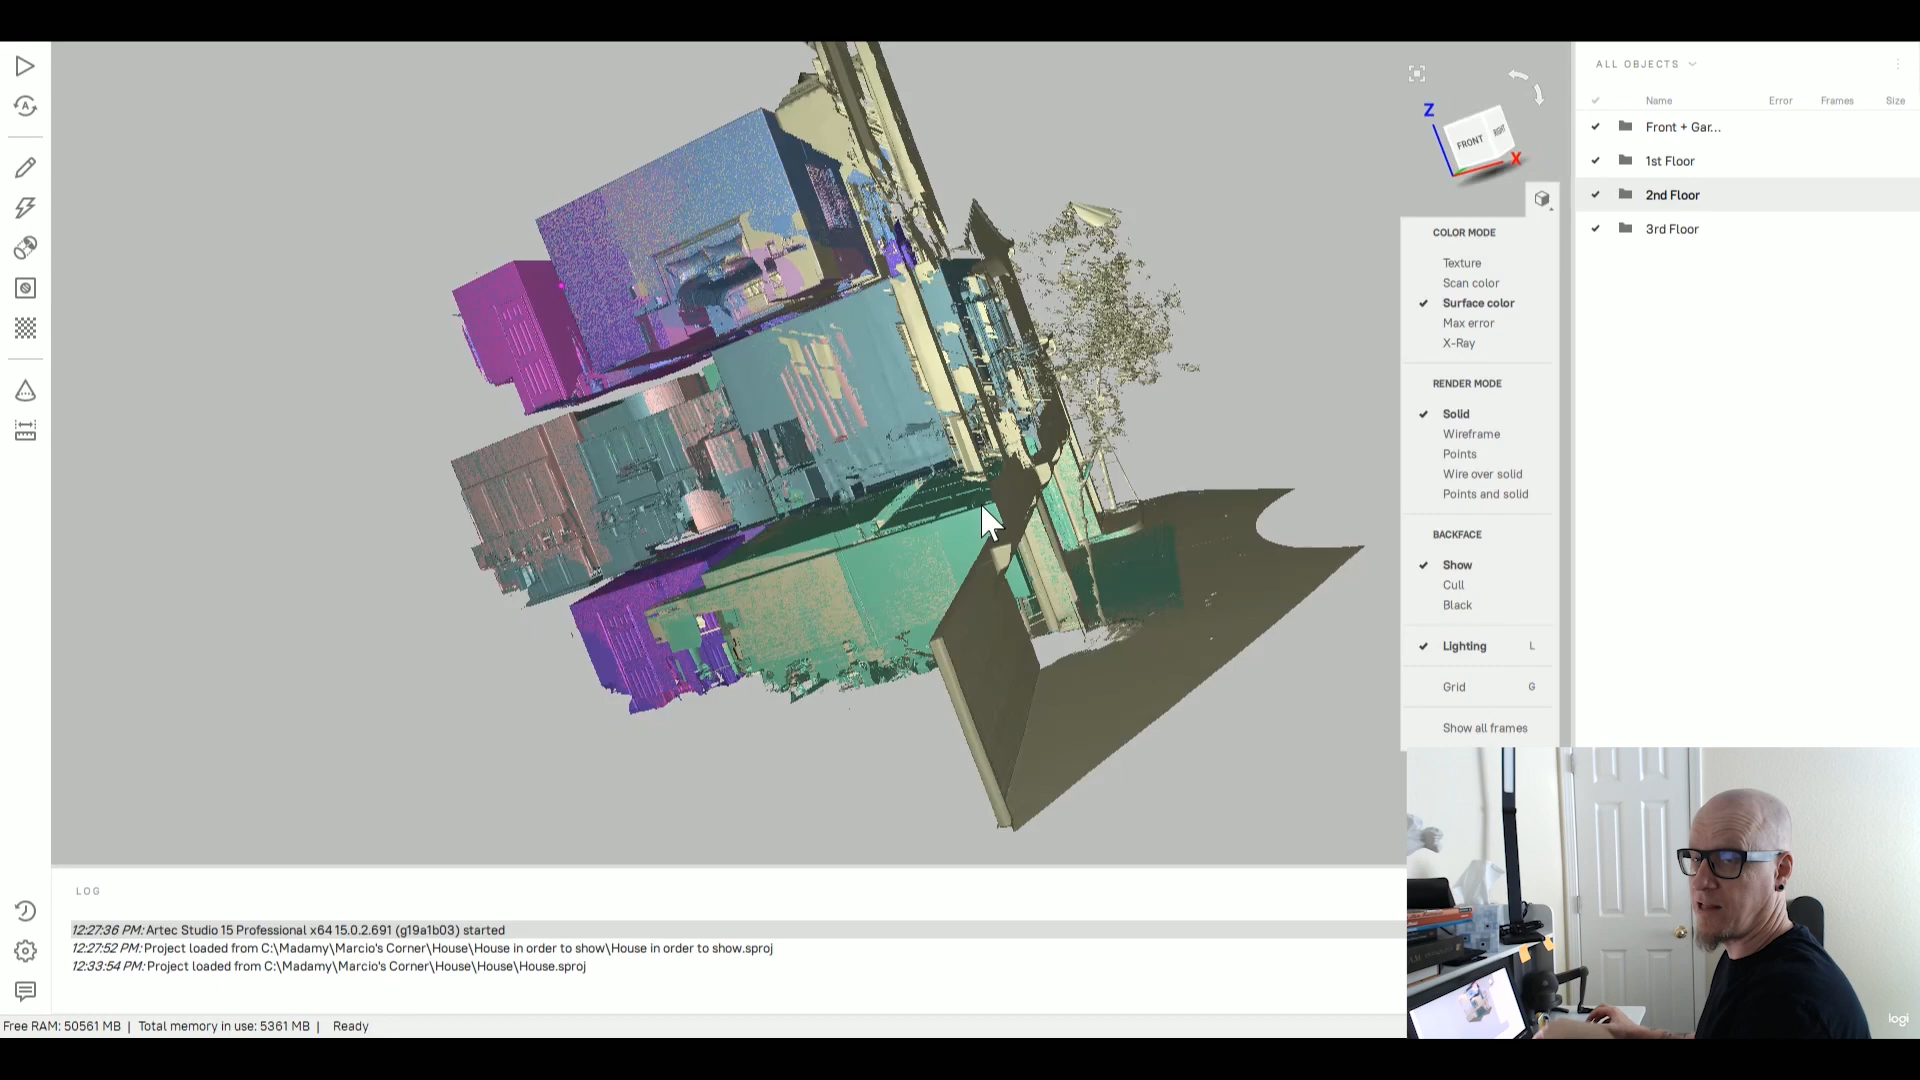 ALL OBJECTS
Name Error Frames Size
Front + Gar...
1st Floor
2nd Floor
3rd Floor
Z
FRONT
RIGHT
X
COLOR MODE
Texture
Scan color
Surface color
Max error
X-Ray
RENDER MODE
Solid
Wireframe
Points
Wire over solid
Points and solid
BACKFACE
Show
Cull
Black
Lighting L
Grid G
Show all frames
LOG
12:27:36 PM: Artec Studio 15 Professional x64 15.0.2.691 (g19a1b03) started
12:27:52 PM: Project loaded from C:\Madamy\Marcio's Corner\House\House in order to show\House in order to show.sproj
12:33:54 PM: Project loaded from C:\Madamy\Marcio's Corner\House\House\House.sproj
Free RAM: 50561 MB | Total memory in use: 5361 MB | Ready
logi